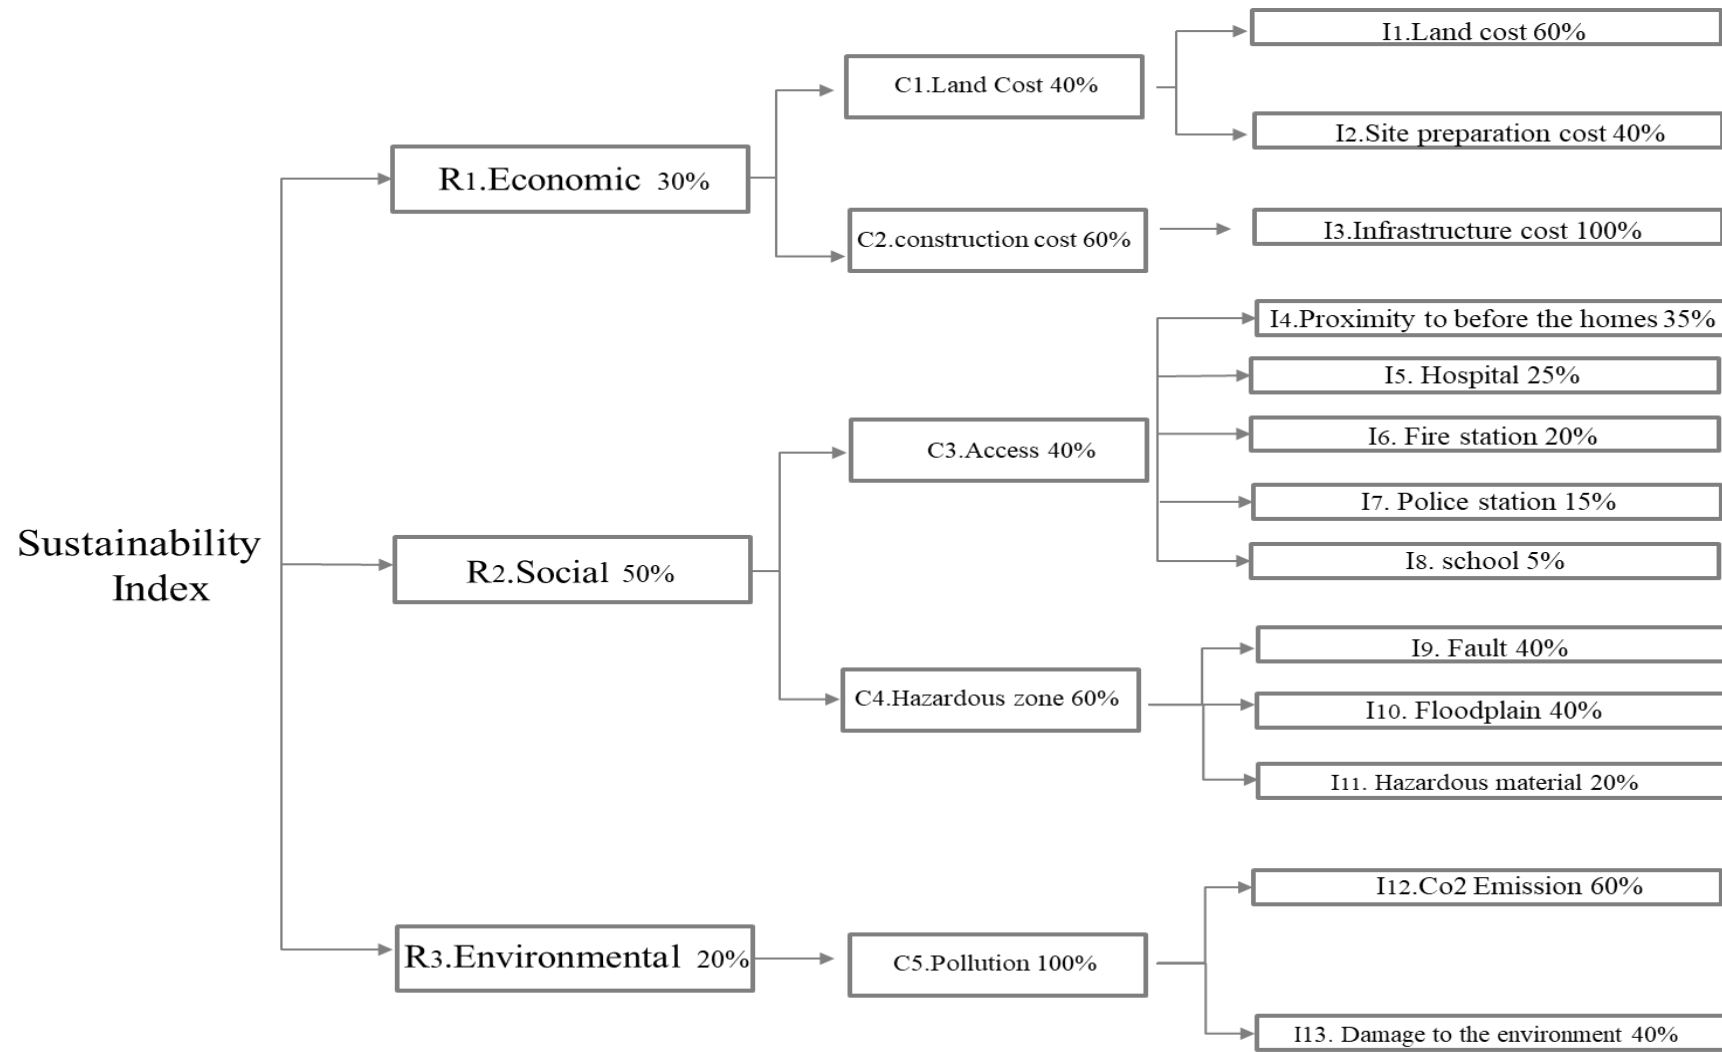 Sustainability
Index
R1.Economic 30%
C1.Land Cost 40%
I1.Land cost 60%
I2.Site preparation cost 40%
C2.construction cost 60%
I3.Infrastructure cost 100%
R2.Social 50%
C3.Access 40%
I4.Proximity to before the homes 35%
I5. Hospital 25%
I6. Fire station 20%
I7. Police station 15%
I8. school 5%
C4.Hazardous zone 60%
I9. Fault 40%
I10. Floodplain 40%
I11. Hazardous material 20%
R3.Environmental 20%
C5.Pollution 100%
I12.Co2 Emission 60%
I13. Damage to the environment 40%